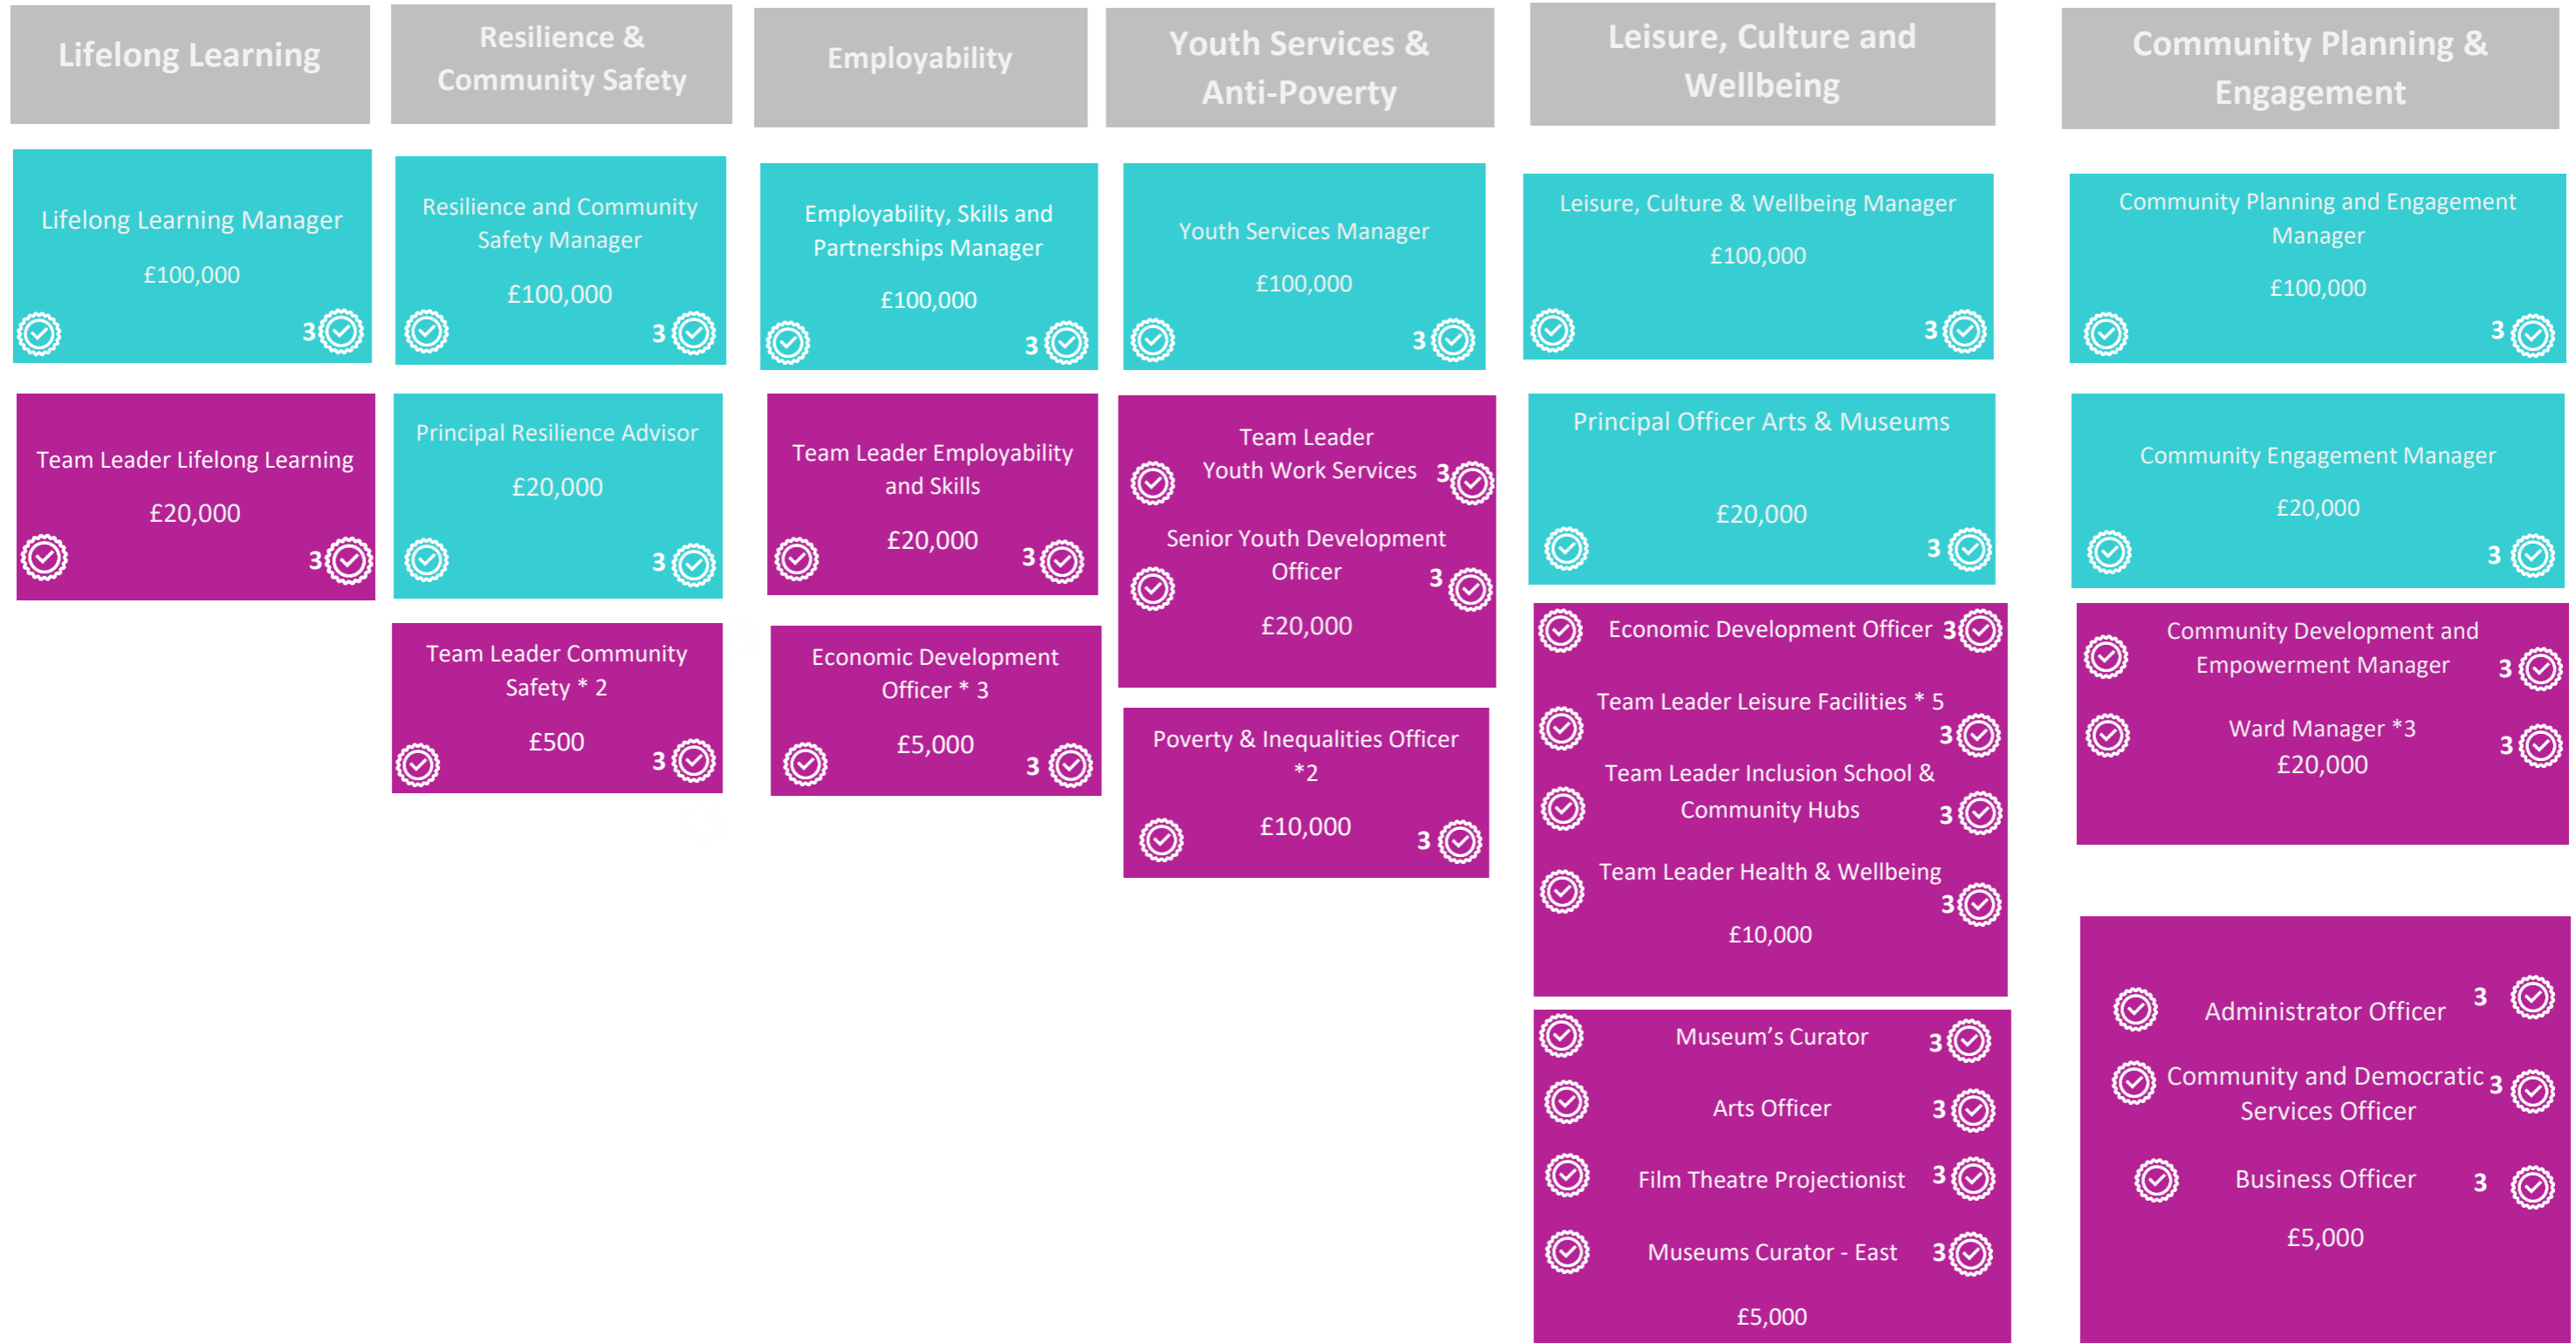 Lifelong Learning
Lifelong Learning Manager
£100,000
3
Team Leader Lifelong Learning
£20,000
3
Resilience &
Community Safety
Resilience and Community
Safety Manager
£100,000
3
Principal Resilience Advisor
£20,000
3
Team Leader Community
Safety * 2
£500
3
Employability
Employability, Skills and
Partnerships Manager
£100,000
3
Team Leader Employability
and Skills
£20,000
3
Economic Development
Officer * 3
£5,000
3
Youth Services &
Anti-Poverty
Youth Services Manager
£100,000
3
Team Leader
Youth Work Services 3
Senior Youth Development
Officer 3
£20,000
Poverty & Inequalities Officer
*2
£10,000
3
Leisure, Culture and
Wellbeing
Leisure, Culture & Wellbeing Manager
£100,000
3
Principal Officer Arts & Museums
£20,000
3
Economic Development Officer 3
Team Leader Leisure Facilities * 5
3
Team Leader Inclusion School &
Community Hubs 3
Team Leader Health & Wellbeing
3
£10,000
Museum’s Curator 3
Arts Officer 3
Film Theatre Projectionist 3
Museums Curator - East 3
£5,000
Community Planning &
Engagement
Community Planning and Engagement
Manager
£100,000
3
Community Engagement Manager
£20,000
3
Community Development and
Empowerment Manager 3
Ward Manager *3
3
£20,000
Administrator Officer 3
Community and Democratic 3
Services Officer
Business Officer 3
£5,000